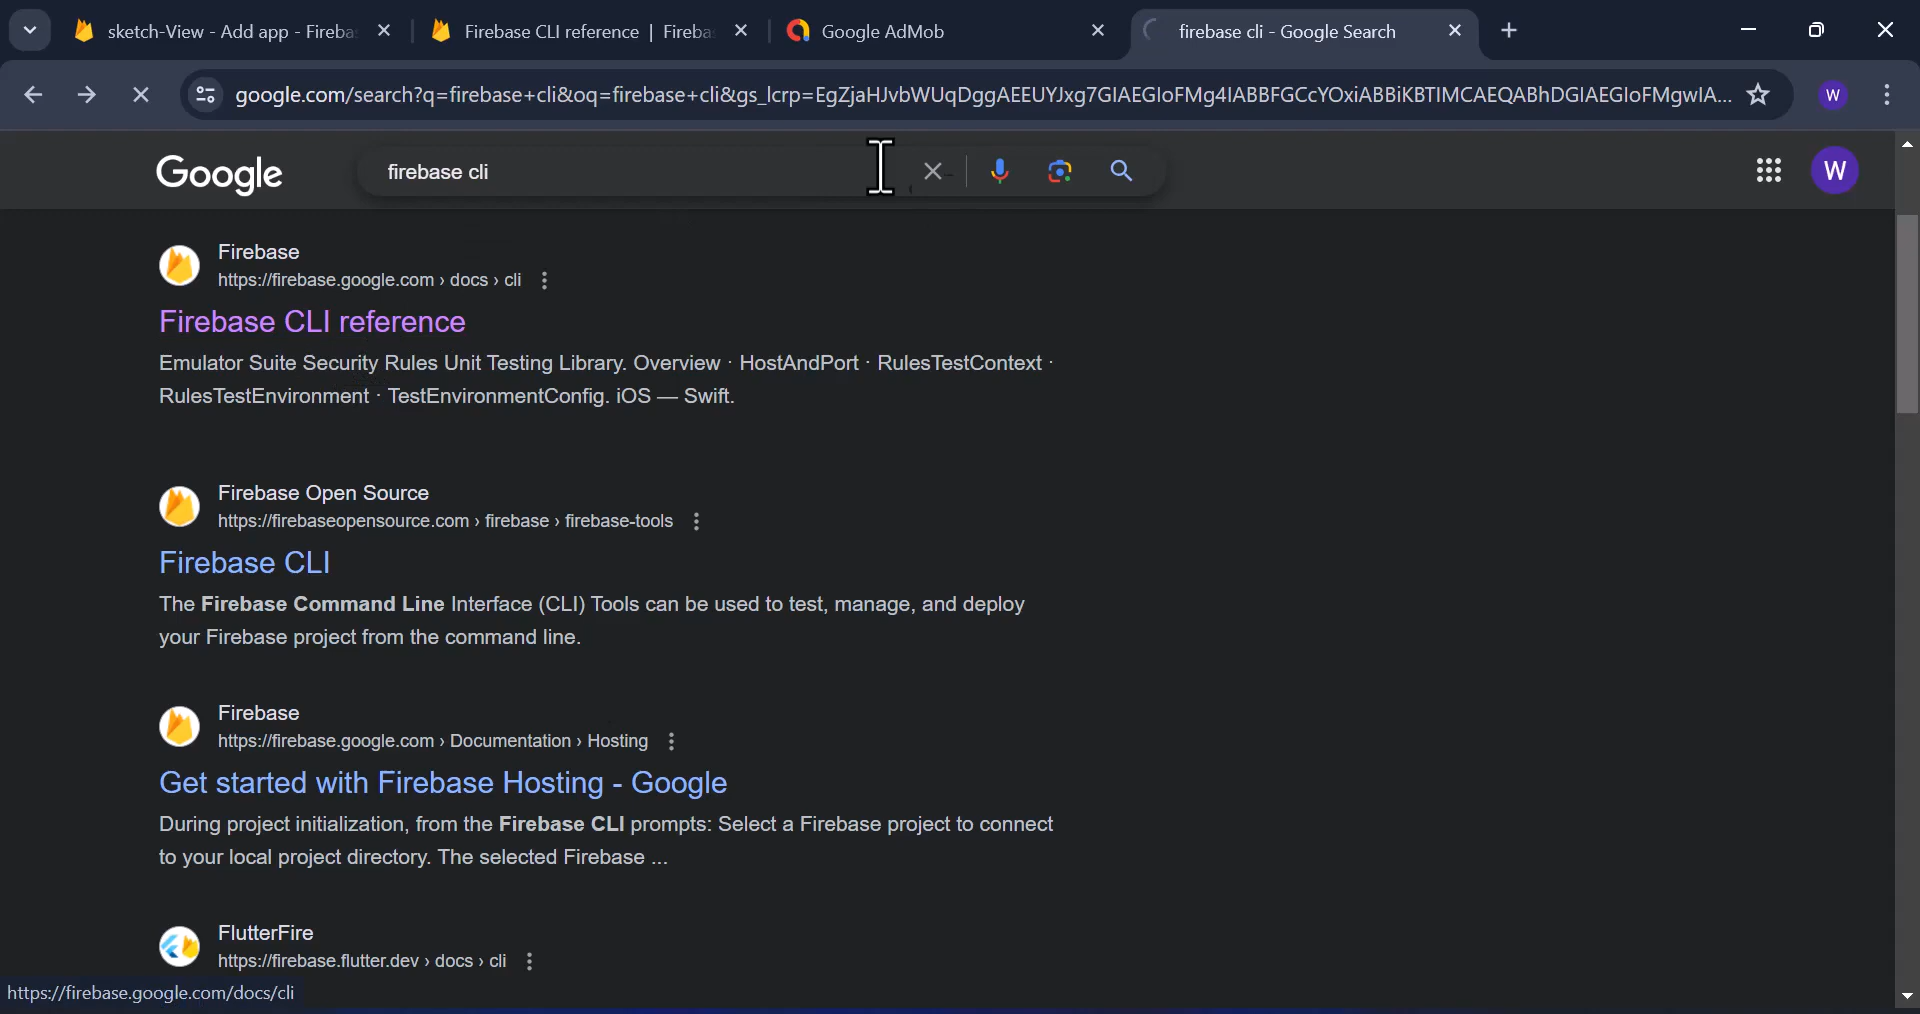 sketch-View - Add app - Fireba
Firebase CLI reference | Fireba
Google AdMob
firebase cli - Google Search
google.com/search?q=firebase+cli&oq=firebase+cli&gs_lcrp=EgZjaHJvbWUqDggAEEUYJxg7GIAEGIoFMg4IABBFGCcYOxiABBiKBTIMCAEQABhDGIAEGIoFMgwIA...
W
Google
firebase cli
W
Firebase
https://firebase.google.com › docs › cli
Firebase CLI reference
Emulator Suite Security Rules Unit Testing Library. Overview · HostAndPort · RulesTestContext ·
RulesTestEnvironment · TestEnvironmentConfig. iOS — Swift.
Firebase Open Source
https://firebaseopensource.com › firebase › firebase-tools
Firebase CLI
The Firebase Command Line Interface (CLI) Tools can be used to test, manage, and deploy
your Firebase project from the command line.
Firebase
https://firebase.google.com › Documentation › Hosting
Get started with Firebase Hosting - Google
During project initialization, from the Firebase CLI prompts: Select a Firebase project to connect
to your local project directory. The selected Firebase ...
FlutterFire
https://firebase.flutter.dev › docs › cli
https://firebase.google.com/docs/cli